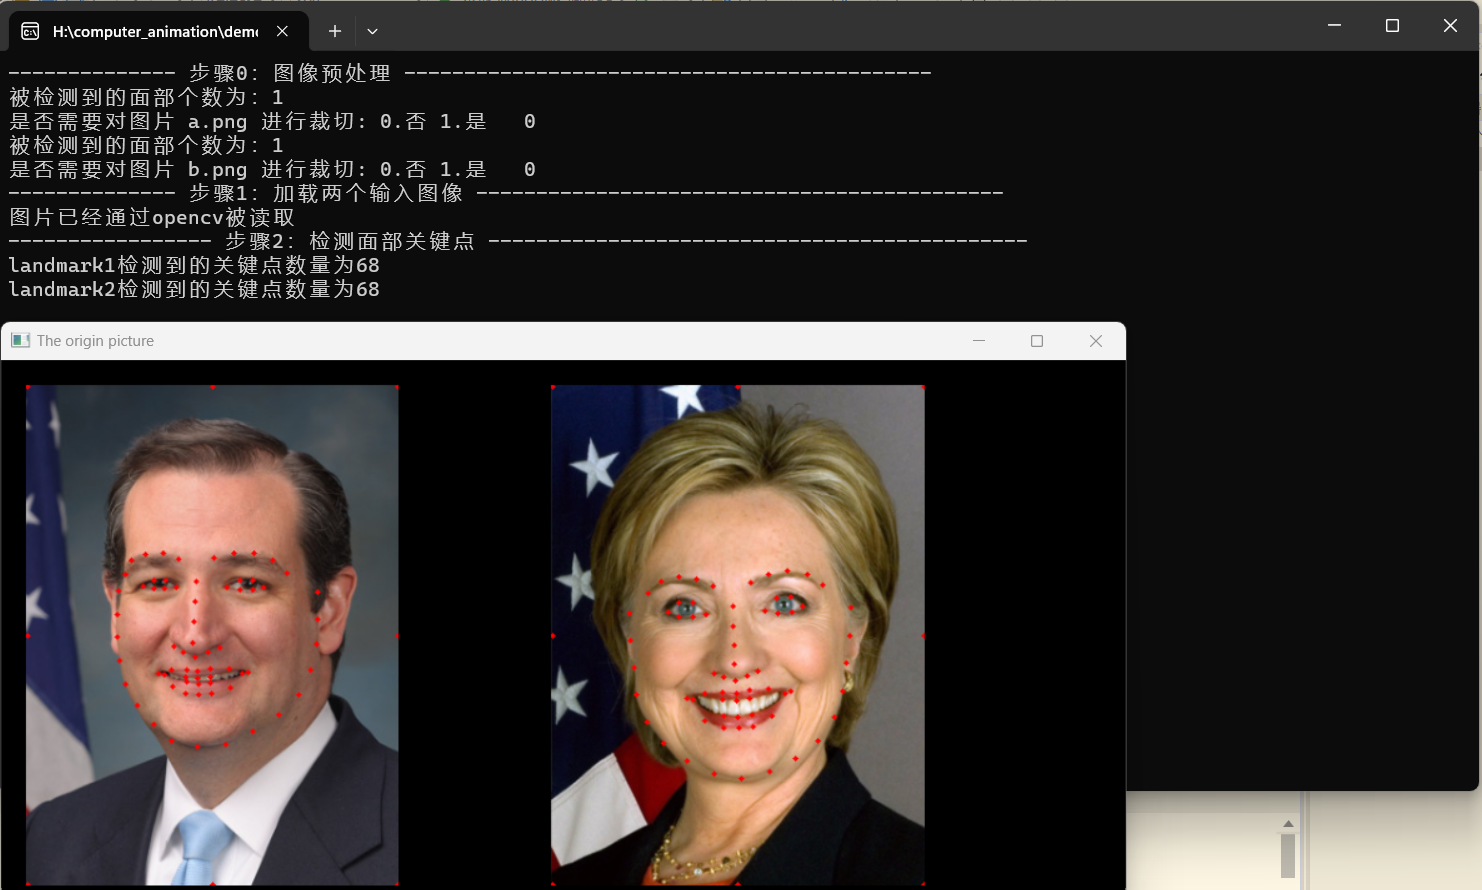 H:\computer_animation\demo
-------------- 步骤0: 图像预处理 --------------------------------------------
被检测到的面部个数为: 1
是否需要对图片 a.png 进行裁切: 0.否 1.是   0
被检测到的面部个数为: 1
是否需要对图片 b.png 进行裁切: 0.否 1.是   0
-------------- 步骤1: 加载两个输入图像 --------------------------------------------
图片已经通过opencv被读取
----------------- 步骤2: 检测面部关键点 ---------------------------------------------
landmark1检测到的关键点数量为68
landmark2检测到的关键点数量为68
The origin picture